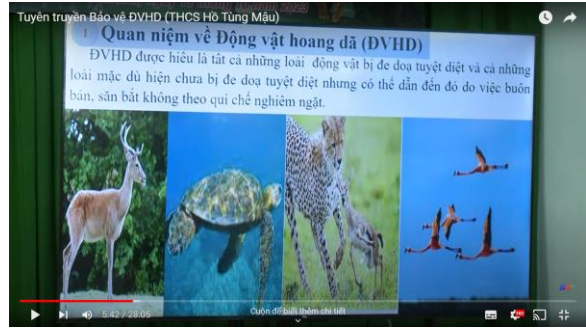 Tuyên truyền Bảo vệ ĐVHD (THCS Hồ Tùng Mậu)
1 Quan niệm về Động vật hoang dã (ĐVHD)
ĐVHD được hiểu là tất cả những loài động vật bị đe doạ tuyệt diệt và cả những
loài mặc dù hiện chưa bị đe doạ tuyệt diệt nhưng có thể dẫn đến đó do việc buôn
bán, săn bắt không theo qui chế nghiêm ngặt.
5:42 / 28:05
Cuộn để biết thêm chi tiết